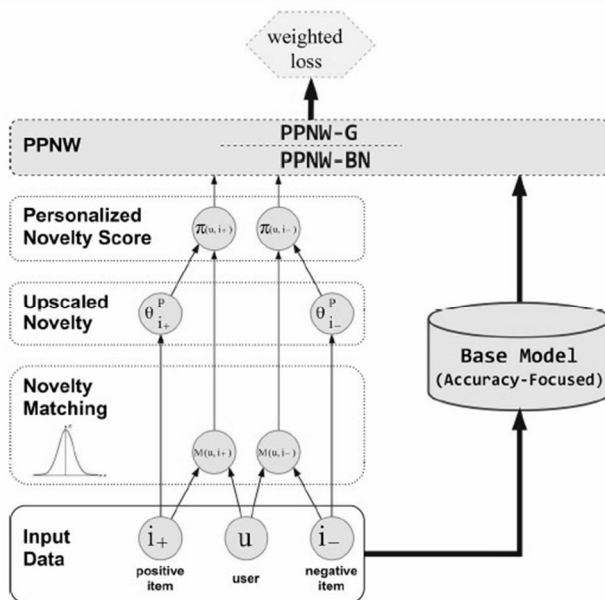 weighted
loss
PPNW
PPNW-G
PPNW-BN
Personalized
Novelty Score
π(u,i+)
π(u,i-)
Upscaled
Novelty
θ P i+
θ P i-
Novelty
Matching
M(u,i+)
M(u,i-)
Base Model
(Accuracy-Focused)
Input
Data
i+
u
i-
positive
item
user
negative
item